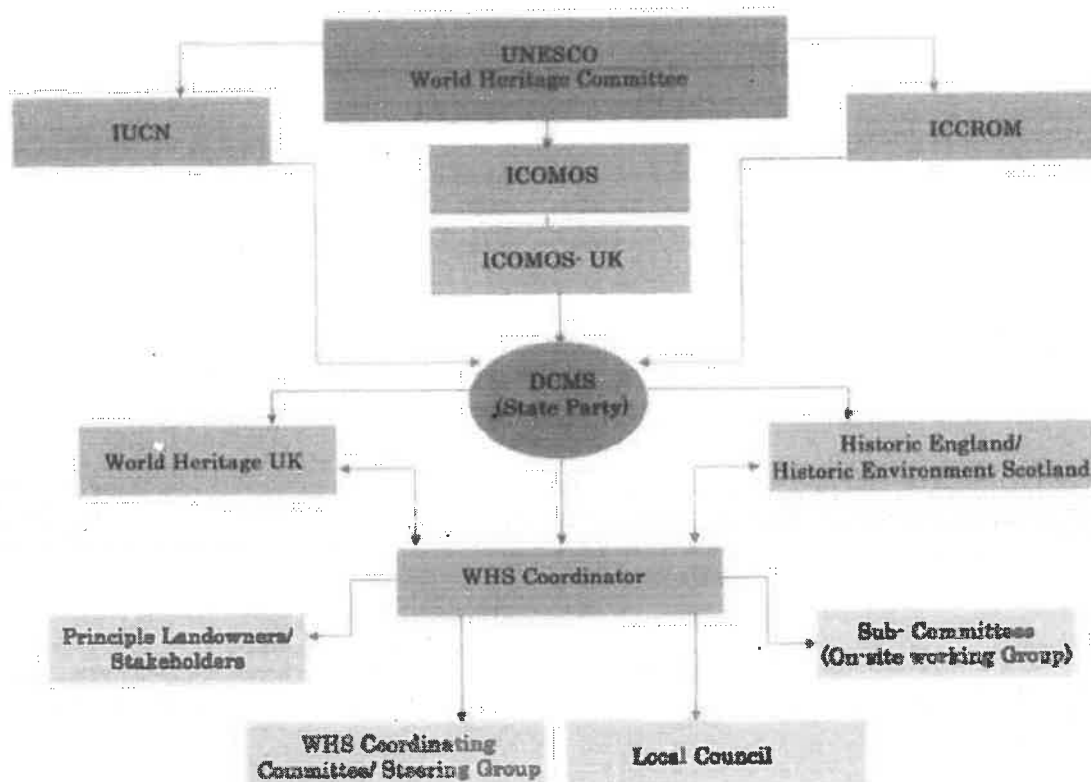 UNESCO
World Heritage Committee
IUCN
ICCROM
ICOMOS
ICOMOS- UK
DCMS
(State Party)
World Heritage UK
Historic England/
Historic Environment Scotland
WHS Coordinator
Principle Landowners/
Stakeholders
Sub- Committees
(On-site working Group)
WHS Coordinating
Committee/ Steering Group
Local Council